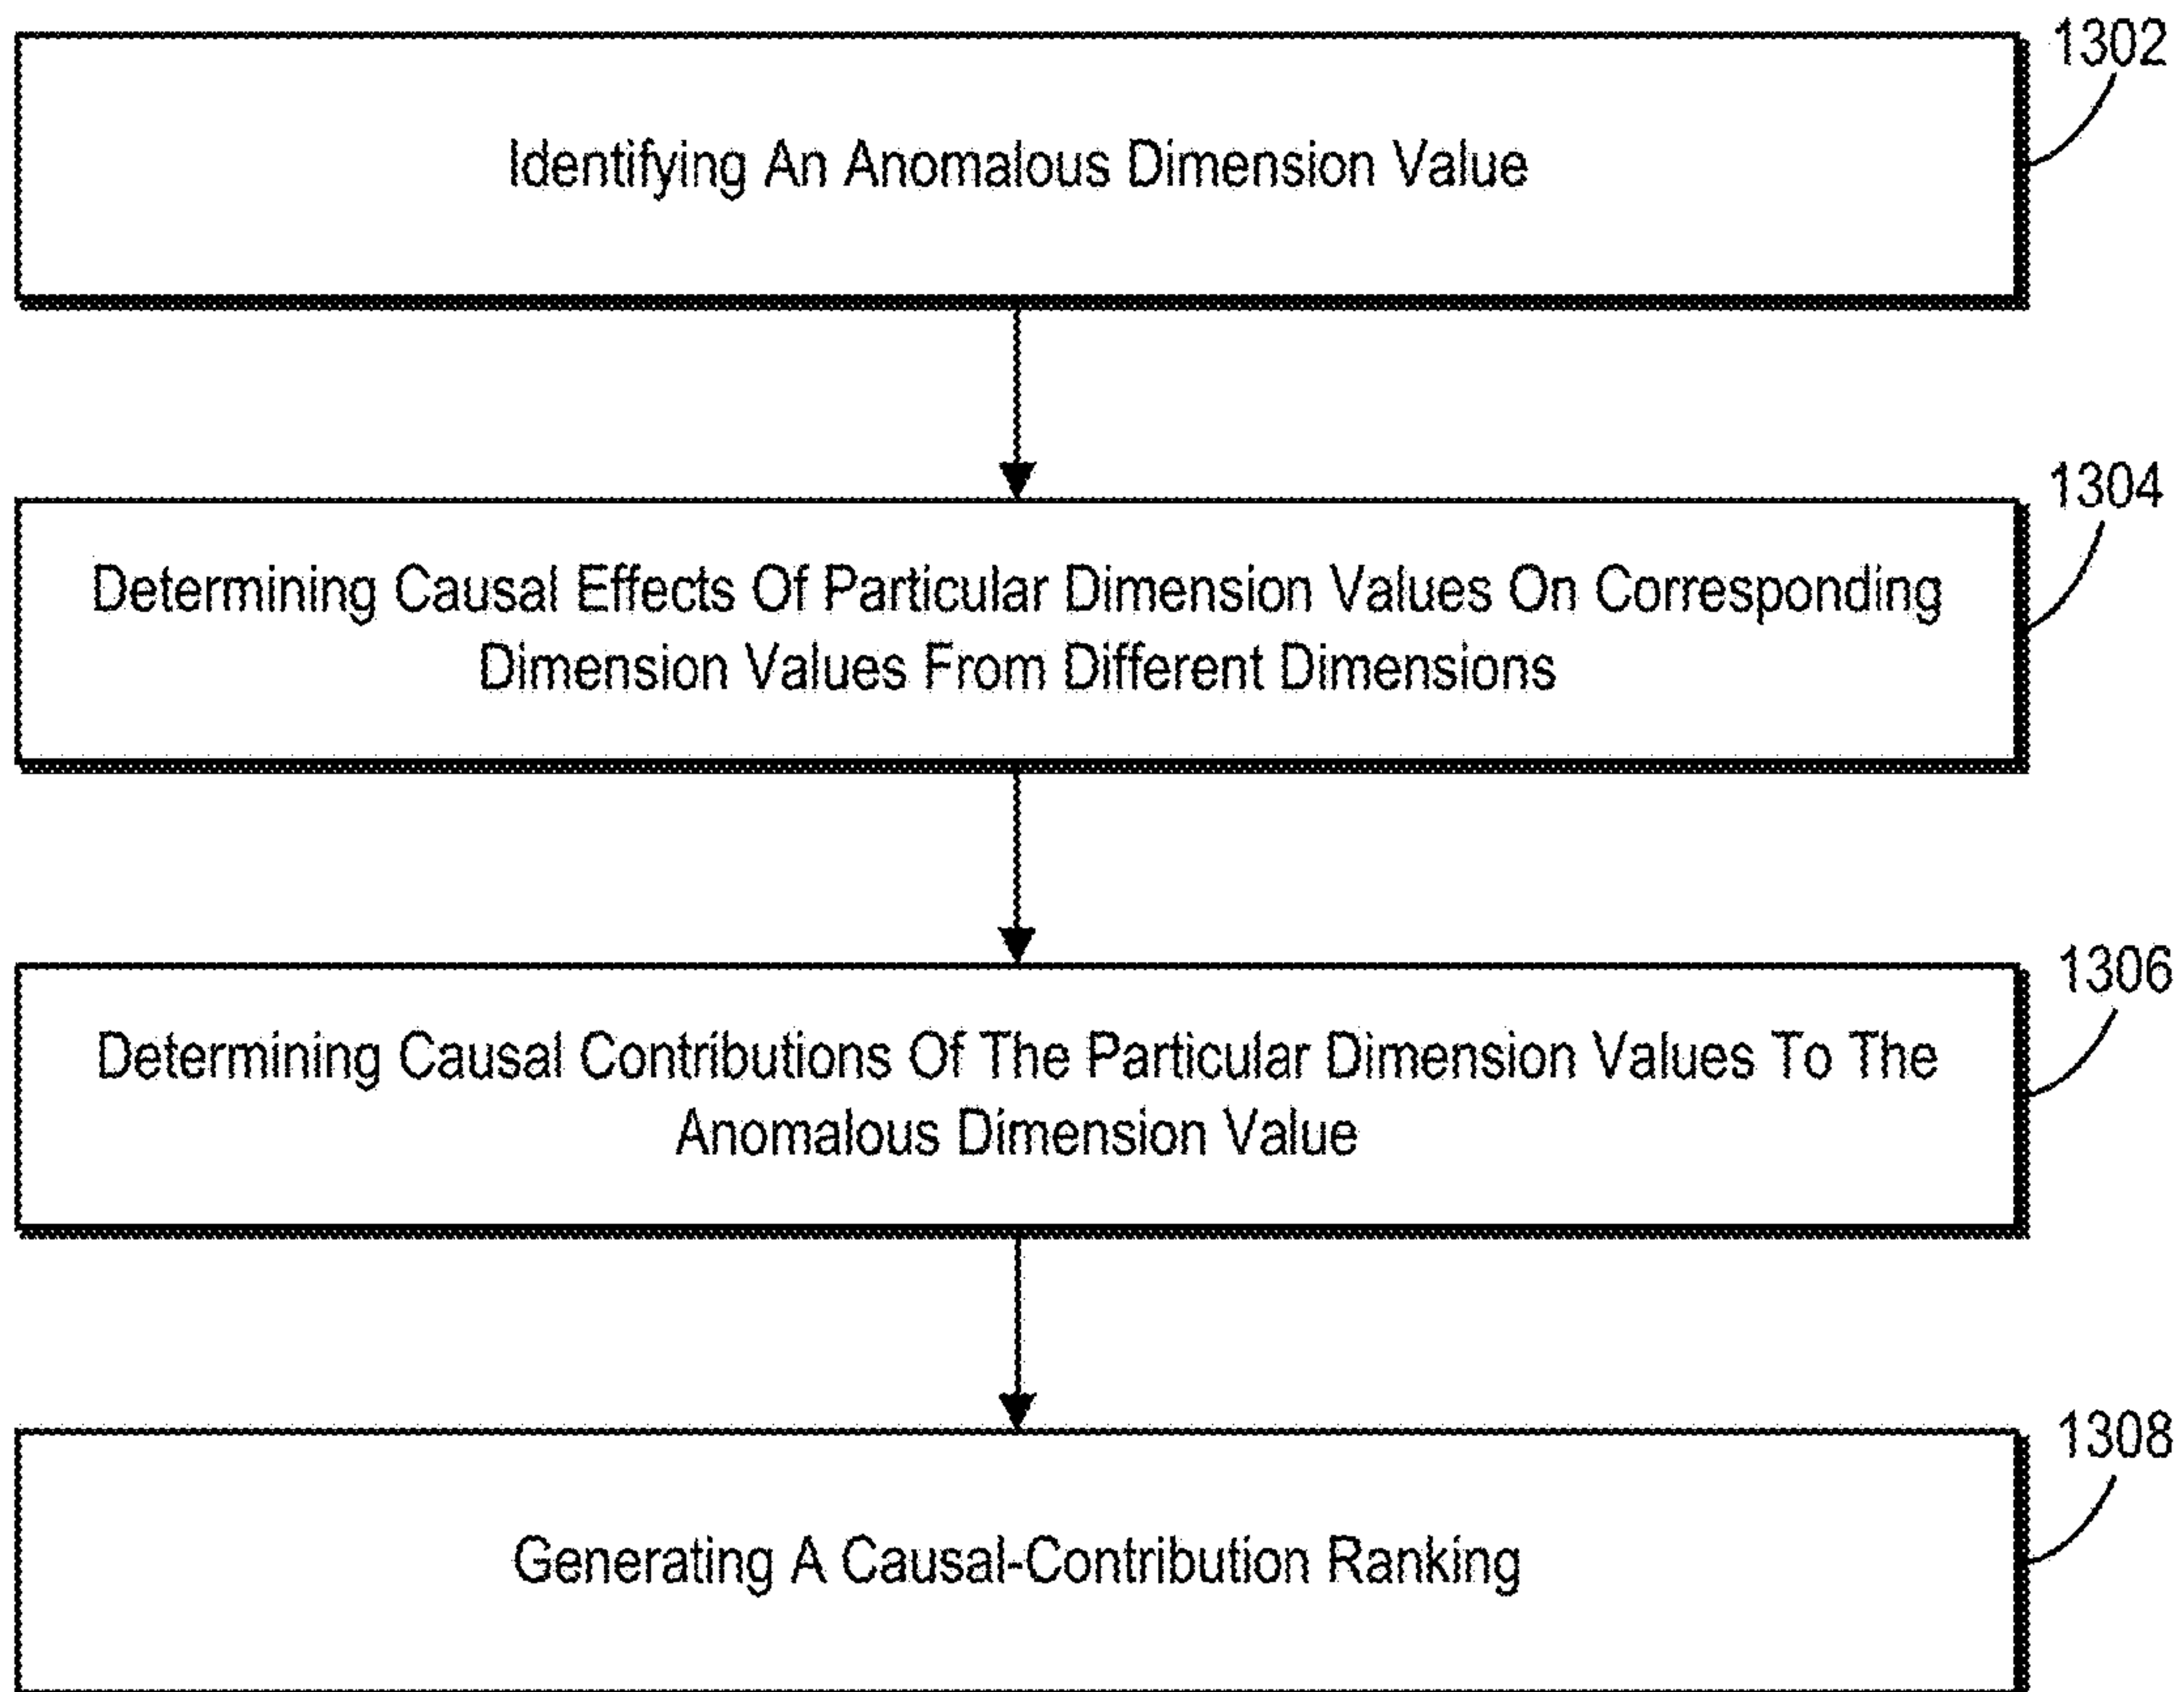 1302
Identifying An Anomalous Dimension Value
1304
Determining Causal Effects Of Particular Dimension Values On Corresponding
Dimension Values From Different Dimensions
1306
Determining Causal Contributions Of The Particular Dimension Values To The
Anomalous Dimension Value
1308
Generating A Causal-Contribution Ranking